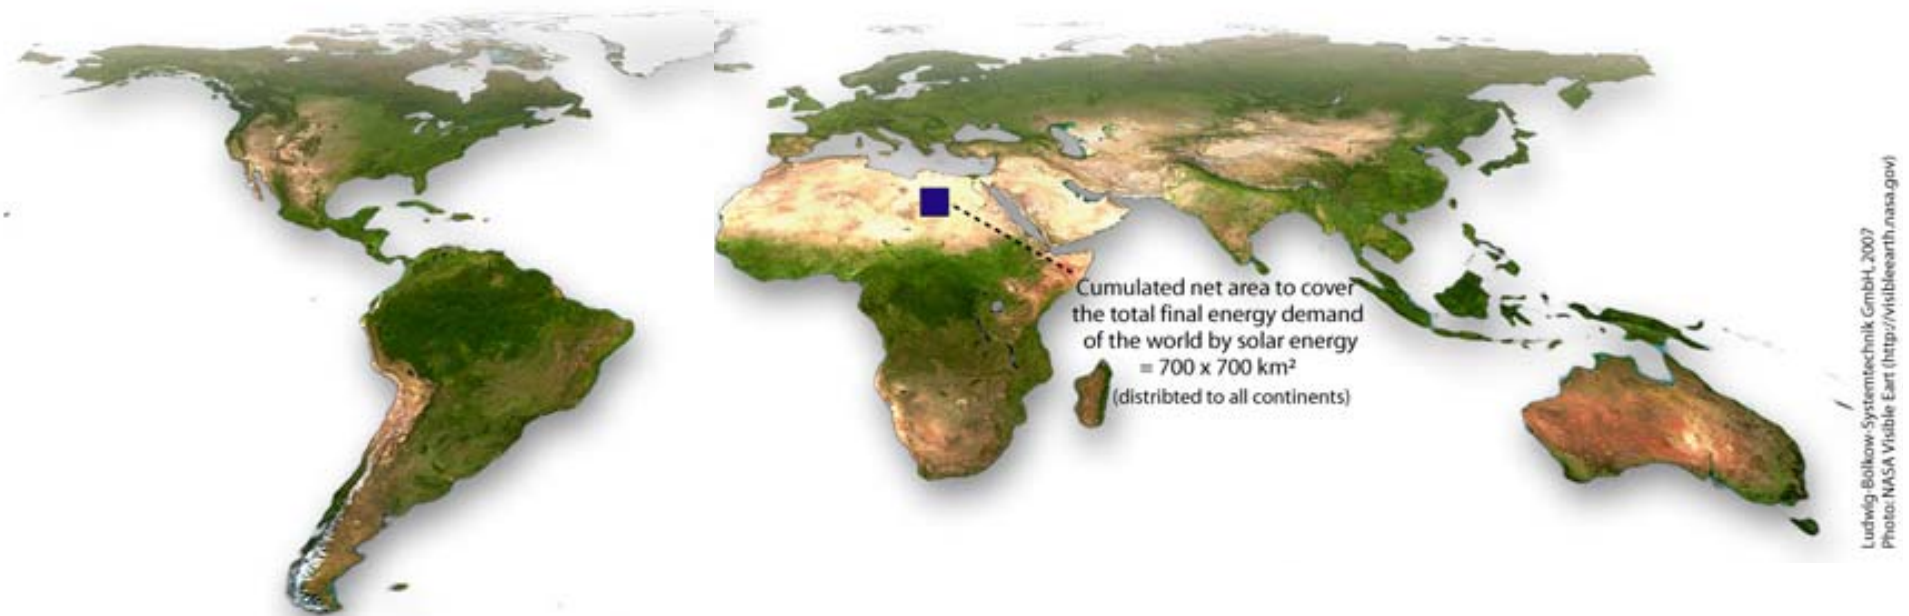 Cumulated net area to cover
the total final energy demand
of the world by solar energy
= 700 x 700 km²
(distribted to all continents)
Ludwig-Bölkow-Systemtechnik GmbH, 2007
Photo: NASA Visible Eart (http://visibleearth.nasa.gov)